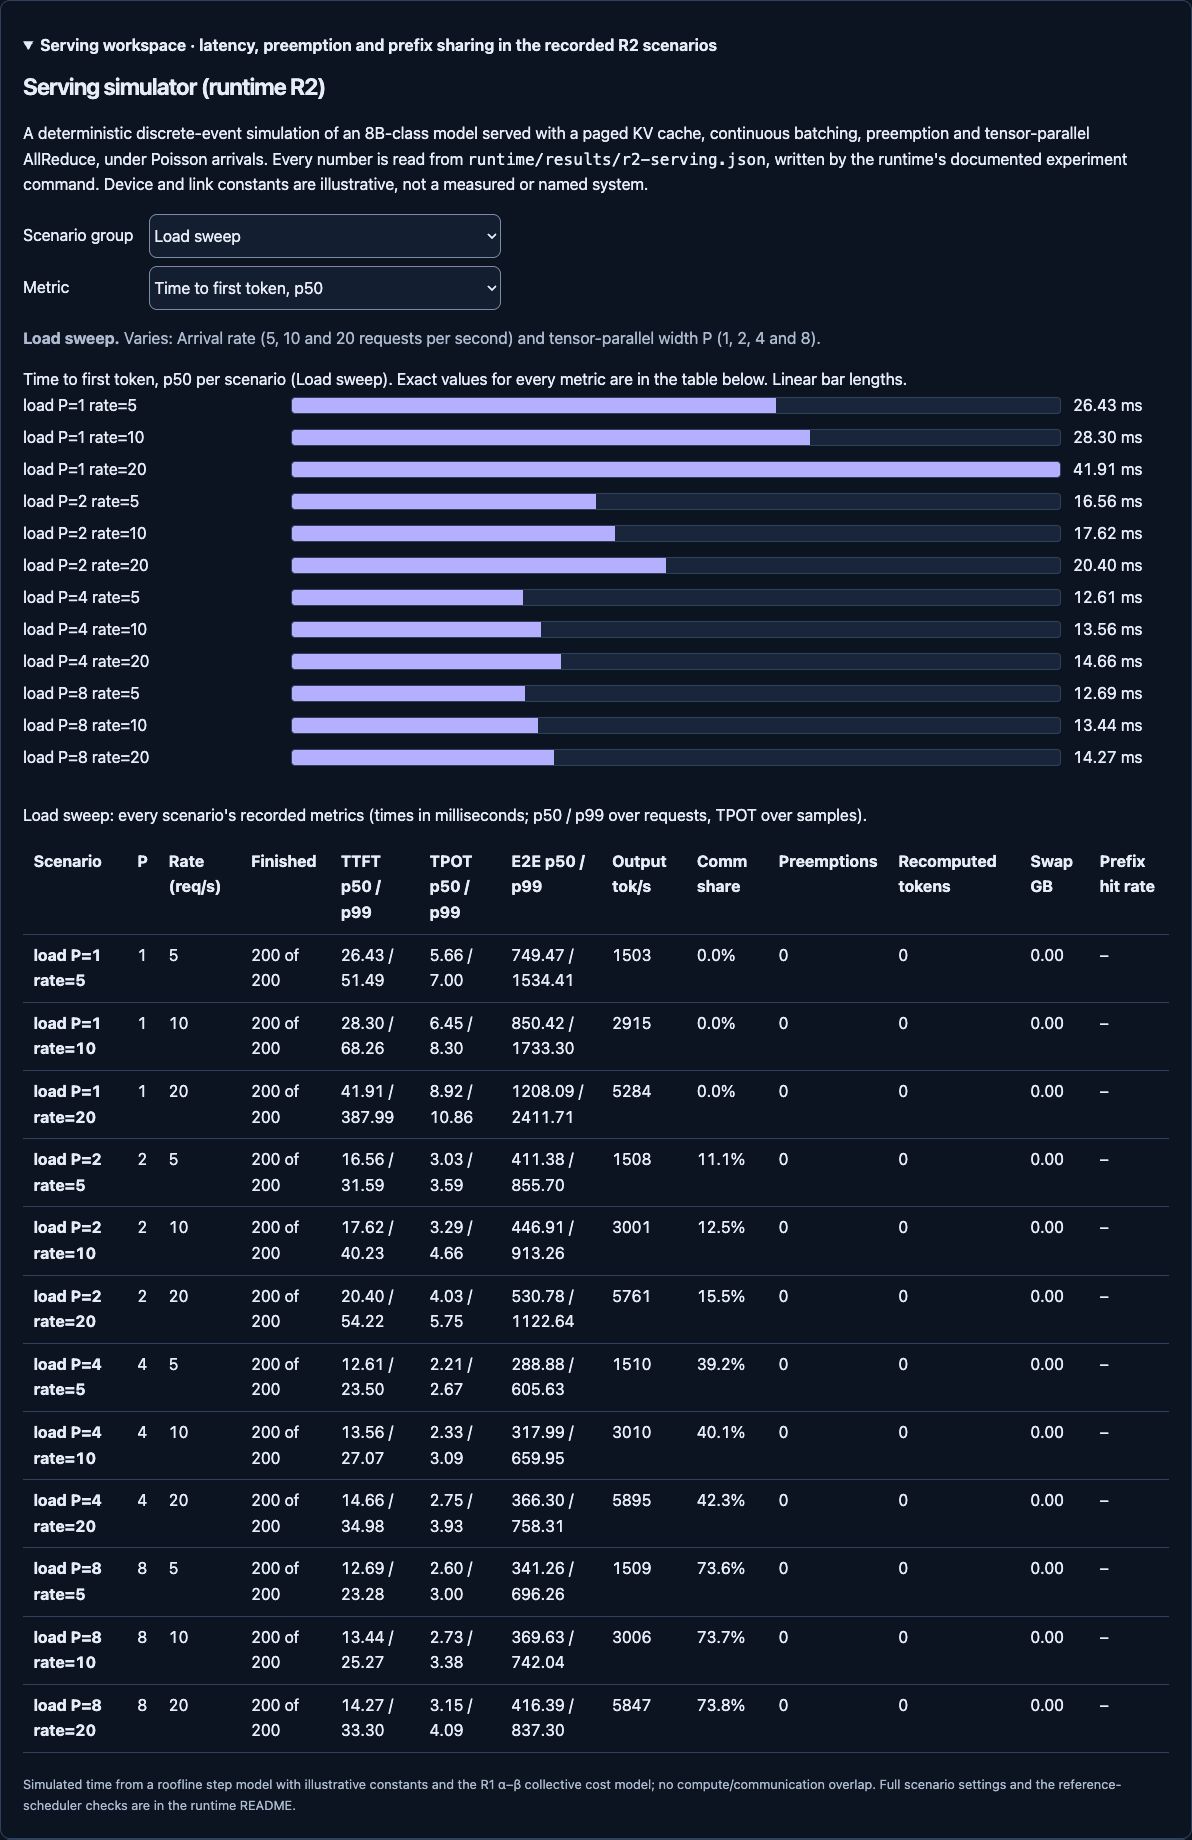 ▼ Serving workspace · latency, preemption and prefix sharing in the recorded R2 scenarios
Serving simulator (runtime R2)
A deterministic discrete-event simulation of an 8B-class model served with a paged KV cache, continuous batching, preemption and tensor-parallel
AllReduce, under Poisson arrivals. Every number is read from runtime/results/r2-serving.json, written by the runtime's documented experiment
command. Device and link constants are illustrative, not a measured or named system.
Scenario group Load sweep
Metric Time to first token, p50
Load sweep. Varies: Arrival rate (5, 10 and 20 requests per second) and tensor-parallel width P (1, 2, 4 and 8).
Time to first token, p50 per scenario (Load sweep). Exact values for every metric are in the table below. Linear bar lengths.
load P=1 rate=5 26.43 ms
load P=1 rate=10 28.30 ms
load P=1 rate=20 41.91 ms
load P=2 rate=5 16.56 ms
load P=2 rate=10 17.62 ms
load P=2 rate=20 20.40 ms
load P=4 rate=5 12.61 ms
load P=4 rate=10 13.56 ms
load P=4 rate=20 14.66 ms
load P=8 rate=5 12.69 ms
load P=8 rate=10 13.44 ms
load P=8 rate=20 14.27 ms
Load sweep: every scenario's recorded metrics (times in milliseconds; p50 / p99 over requests, TPOT over samples).
Scenario P Rate Finished TTFT TPOT E2E p50 / Output Comm Preemptions Recomputed Swap Prefix
(req/s) p50 / p50 / p99 tok/s share tokens GB hit rate
p99 p99
load P=1 1 5 200 of 26.43 / 5.66 / 749.47 / 1503 0.0% 0 0 0.00 –
rate=5 200 51.49 7.00 1534.41
load P=1 1 10 200 of 28.30 / 6.45 / 850.42 / 2915 0.0% 0 0 0.00 –
rate=10 200 68.26 8.30 1733.30
load P=1 1 20 200 of 41.91 / 8.92 / 1208.09 / 5284 0.0% 0 0 0.00 –
rate=20 200 387.99 10.86 2411.71
load P=2 2 5 200 of 16.56 / 3.03 / 411.38 / 1508 11.1% 0 0 0.00 –
rate=5 200 31.59 3.59 855.70
load P=2 2 10 200 of 17.62 / 3.29 / 446.91 / 3001 12.5% 0 0 0.00 –
rate=10 200 40.23 4.66 913.26
load P=2 2 20 200 of 20.40 / 4.03 / 530.78 / 5761 15.5% 0 0 0.00 –
rate=20 200 54.22 5.75 1122.64
load P=4 4 5 200 of 12.61 / 2.21 / 288.88 / 1510 39.2% 0 0 0.00 –
rate=5 200 23.50 2.67 605.63
load P=4 4 10 200 of 13.56 / 2.33 / 317.99 / 3010 40.1% 0 0 0.00 –
rate=10 200 27.07 3.09 659.95
load P=4 4 20 200 of 14.66 / 2.75 / 366.30 / 5895 42.3% 0 0 0.00 –
rate=20 200 34.98 3.93 758.31
load P=8 8 5 200 of 12.69 / 2.60 / 341.26 / 1509 73.6% 0 0 0.00 –
rate=5 200 23.28 3.00 696.26
load P=8 8 10 200 of 13.44 / 2.73 / 369.63 / 3006 73.7% 0 0 0.00 –
rate=10 200 25.27 3.38 742.04
load P=8 8 20 200 of 14.27 / 3.15 / 416.39 / 5847 73.8% 0 0 0.00 –
rate=20 200 33.30 4.09 837.30
Simulated time from a roofline step model with illustrative constants and the R1 α–β collective cost model; no compute/communication overlap. Full scenario settings and the reference-
scheduler checks are in the runtime README.